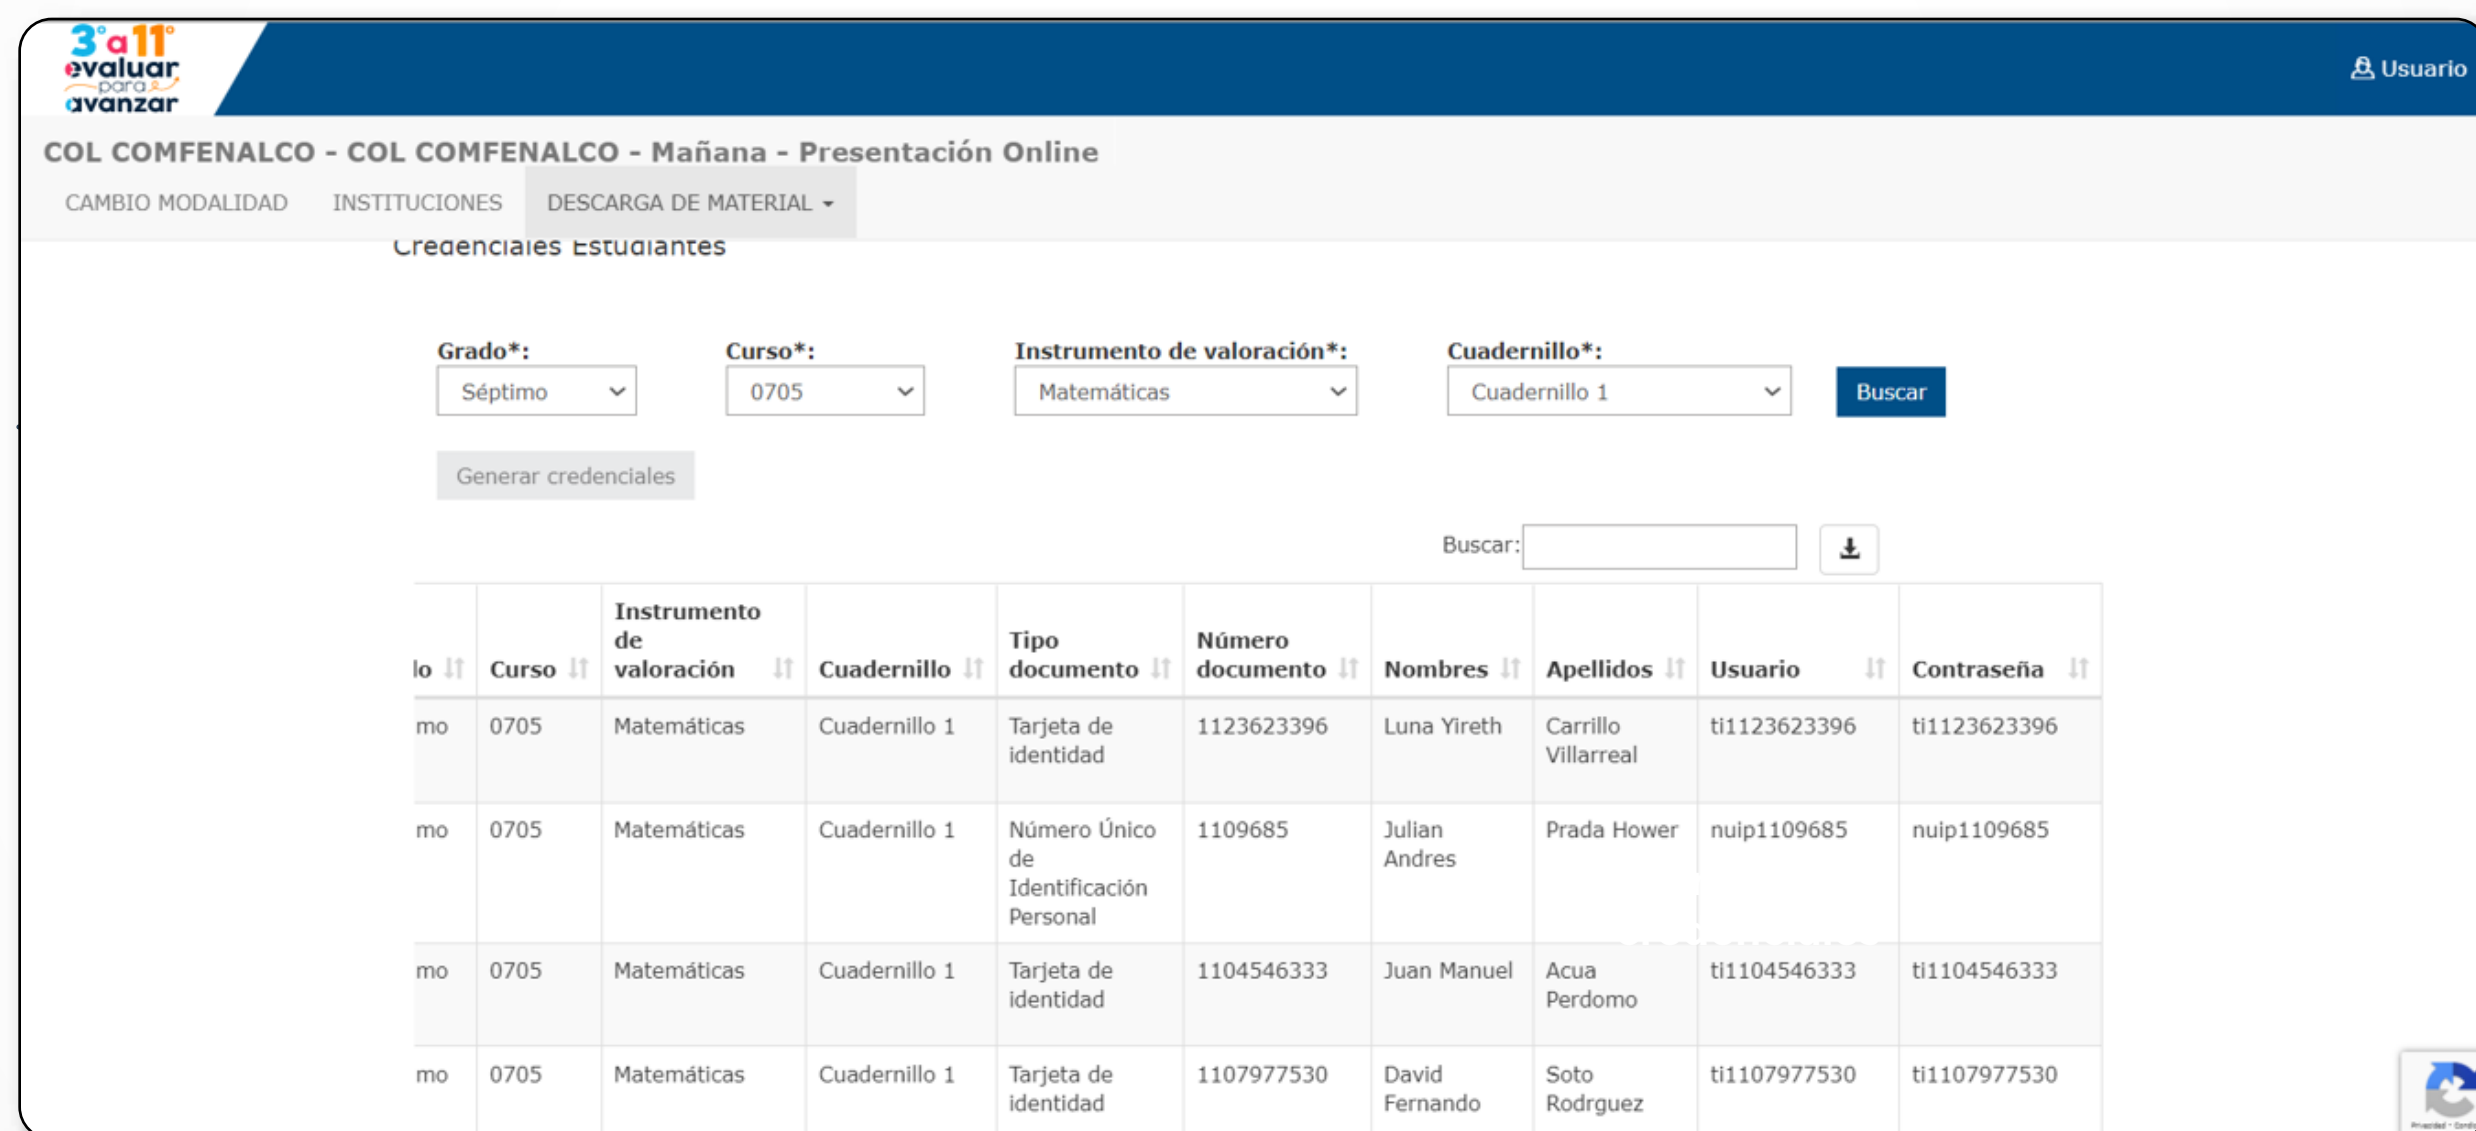 3° a 11°
evaluar
para
avanzar
Usuario
COL COMFENALCO - COL COMFENALCO - Mañana - Presentación Online
CAMBIO MODALIDAD INSTITUCIONES DESCARGA DE MATERIAL
Credenciales Estudiantes
Grado*: Curso*: Instrumento de valoración*: Cuadernillo*:
Séptimo 0705 Matemáticas Cuadernillo 1 Buscar
Generar credenciales
Buscar:
Instrumento
de Tipo Número
lo Curso valoración Cuadernillo documento documento Nombres Apellidos Usuario Contraseña
mo 0705 Matemáticas Cuadernillo 1 Tarjeta de 1123623396 Luna Yireth Carrillo ti1123623396 ti1123623396
identidad Villarreal
mo 0705 Matemáticas Cuadernillo 1 Número Único 1109685 Julian Prada Hower nuip1109685 nuip1109685
de Andres
Identificación
Personal
mo 0705 Matemáticas Cuadernillo 1 Tarjeta de 1104546333 Juan Manuel Acua ti1104546333 ti1104546333
identidad Perdomo
mo 0705 Matemáticas Cuadernillo 1 Tarjeta de 1107977530 David Soto ti1107977530 ti1107977530
identidad Fernando Rodrguez